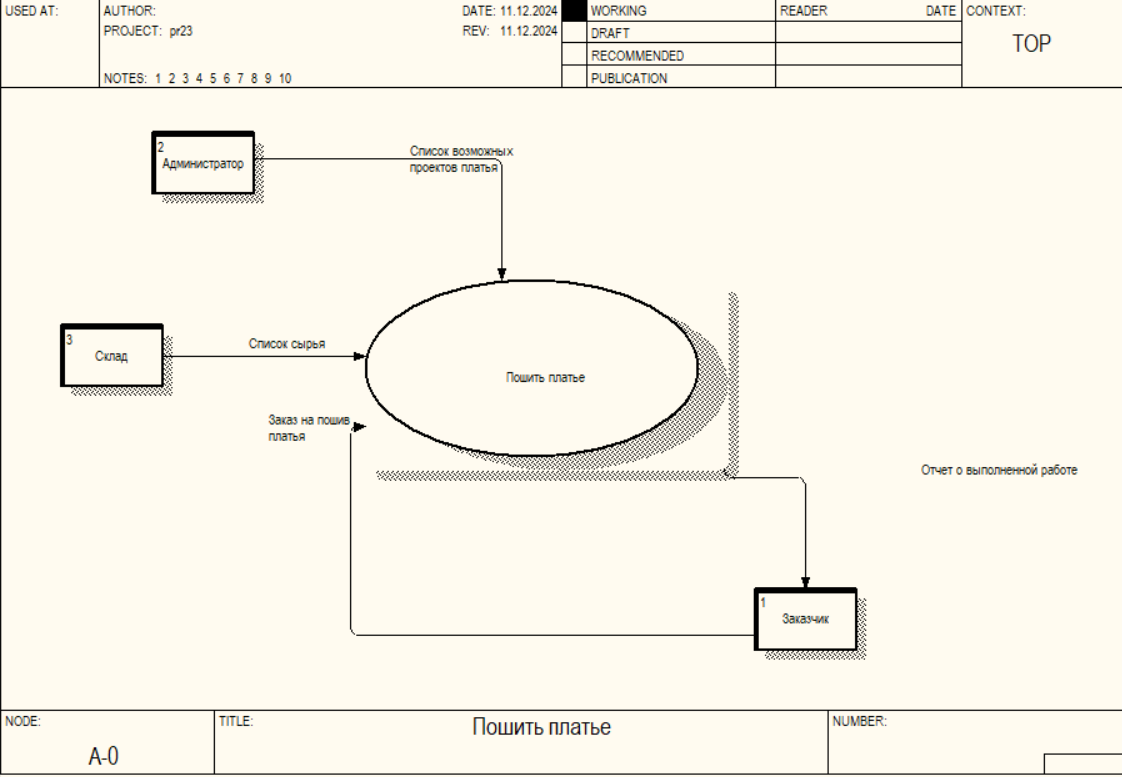 USED AT:
AUTHOR:
DATE: 11.12.2024
WORKING
READER
DATE
CONTEXT:
PROJECT: pr23
REV: 11.12.2024
DRAFT
TOP
RECOMMENDED
NOTES: 1 2 3 4 5 6 7 8 9 10
PUBLICATION
2
Администратор
Список возможных
проектов платья
3
Склад
Список сырья
Пошить платье
Заказ на пошив
платья
Отчет о выполненной работе
1
Заказчик
NODE:
TITLE:
Пошить платье
NUMBER:
A-0